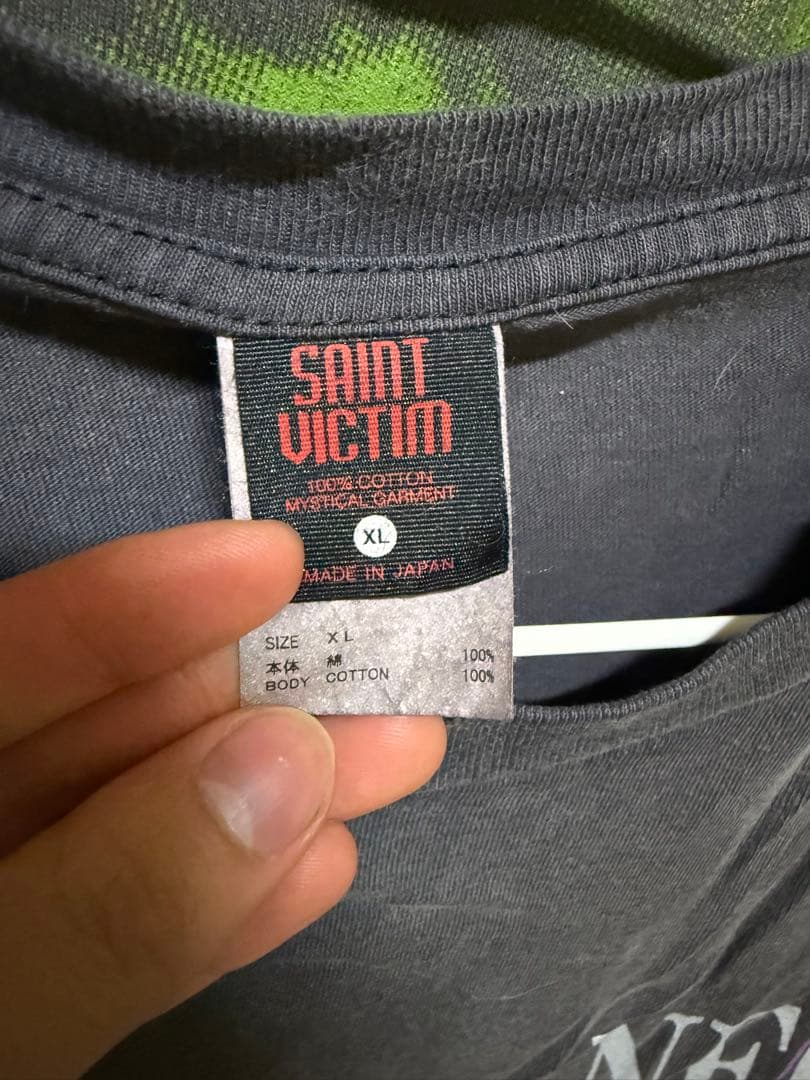 SAINT
VICTIM
100% COTTON
MYSTICAL GARMENT
XL
MADE IN JAPAN
SIZE XL
本体 綿 100%
BODY COTTON 100%